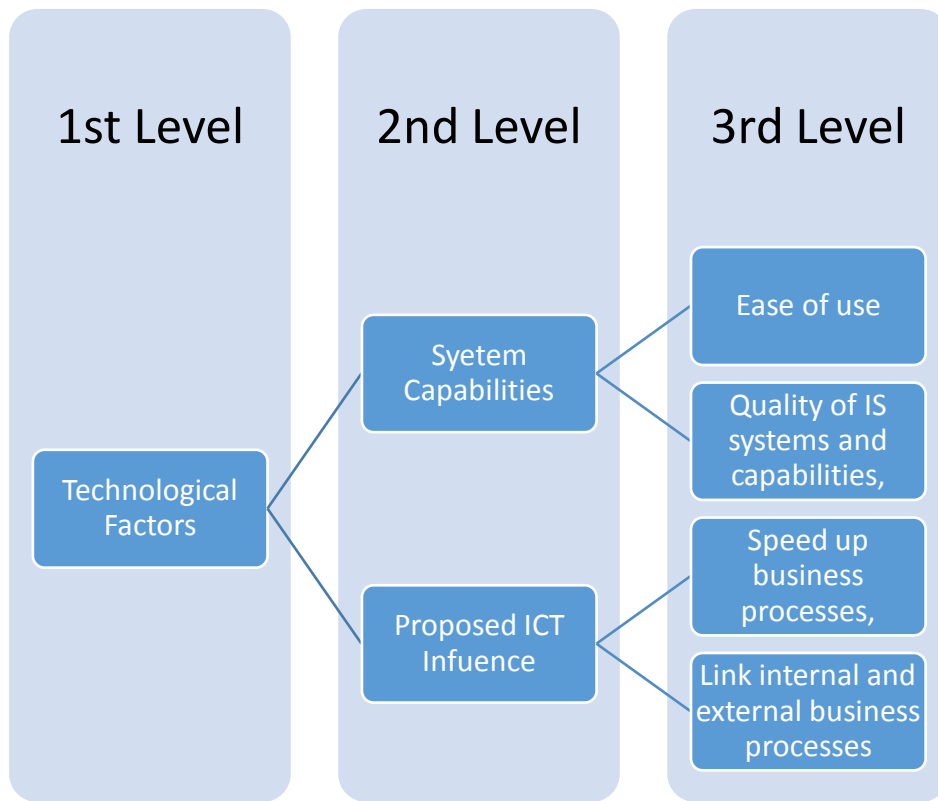 1st Level
2nd Level
3rd Level
Technological
Factors
Syetem
Capabilities
Proposed ICT
Infuence
Ease of use
Quality of IS
systems and
capabilities,
Speed up
business
processes,
Link internal and
external business
processes